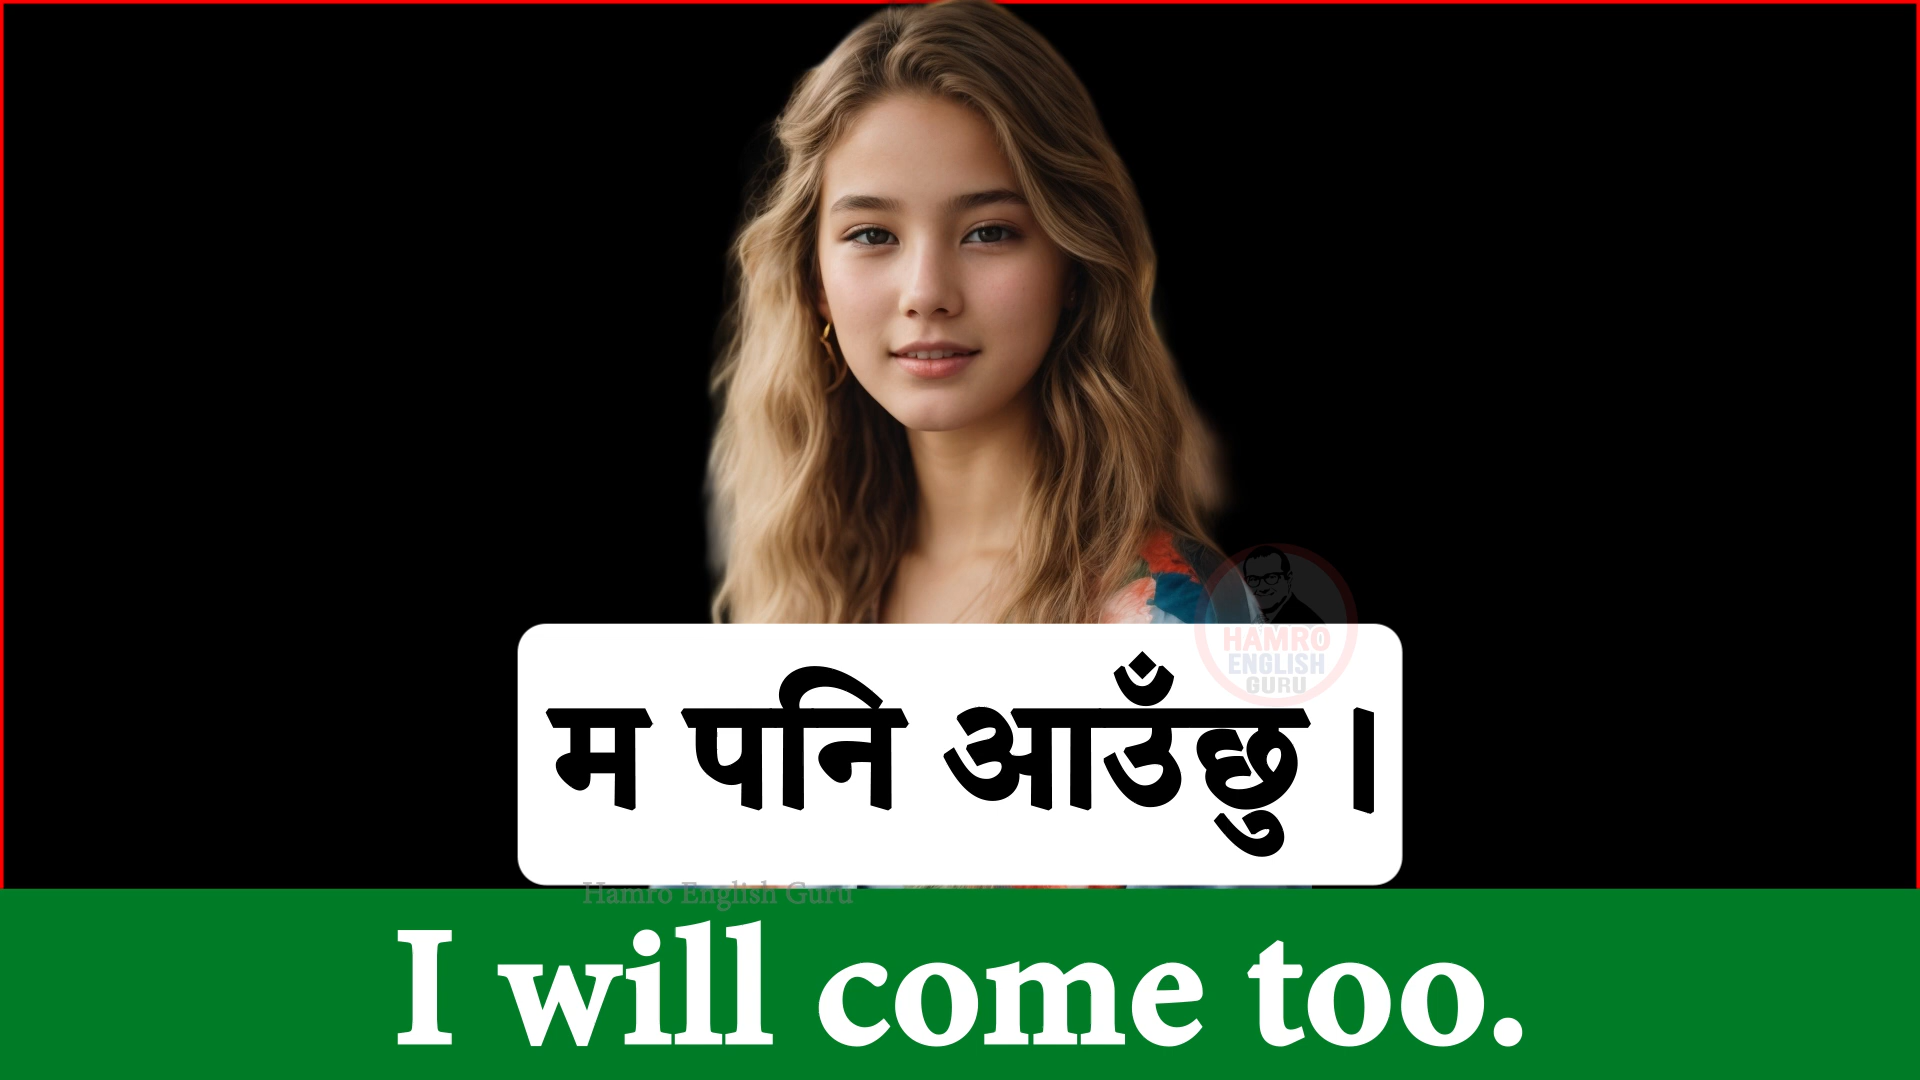 HAMRO
ENGLISH
GURU
म पनि आउँछु ।
Hamro English Guru
I will come too.